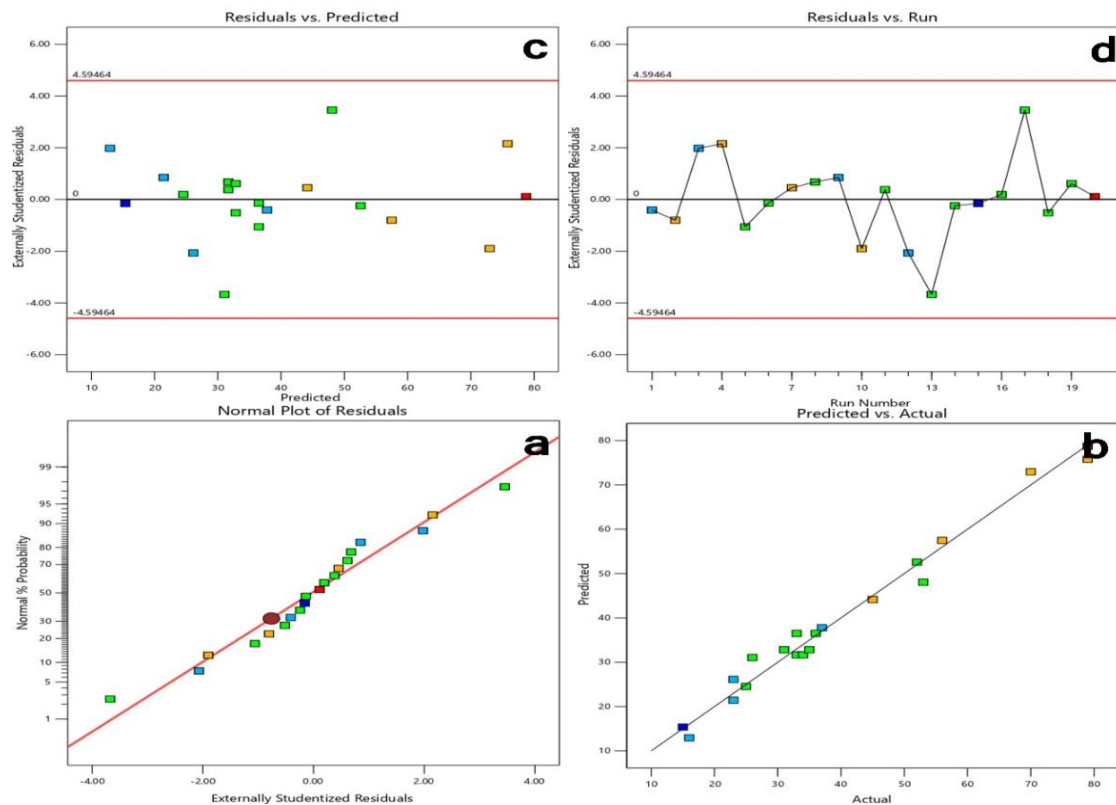 Residuals vs. Predicted
c
Externally Studentized Residuals
6.00
4.59464
4.00
2.00
0
0.00
-2.00
-4.00
-4.59464
-6.00
10 20 30 40 50 60 70 80
Predicted
Residuals vs. Run
d
Externally Studentized Residuals
6.00
4.59464
4.00
2.00
0
0.00
-2.00
-4.00
-4.59464
-6.00
1 4 7 10 13 16 19
Run Number
Normal Plot of Residuals
a
Normal % Probability
99
95
90
80
70
50
30
20
10
5
1
-4.00 -2.00 0.00 2.00 4.00
Externally Studentized Residuals
Predicted vs. Actual
b
Predicted
80
70
60
50
40
30
20
10
10 20 30 40 50 60 70 80
Actual